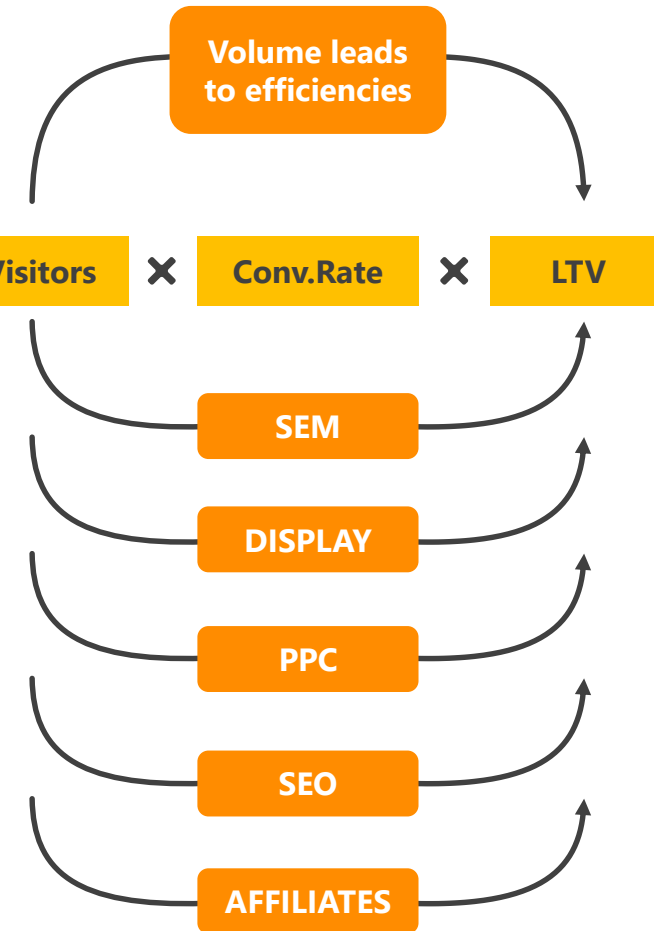 Volume leads
to efficiencies
Visitors × Conv.Rate × LTV
SEM
DISPLAY
PPC
SEO
AFFILIATES